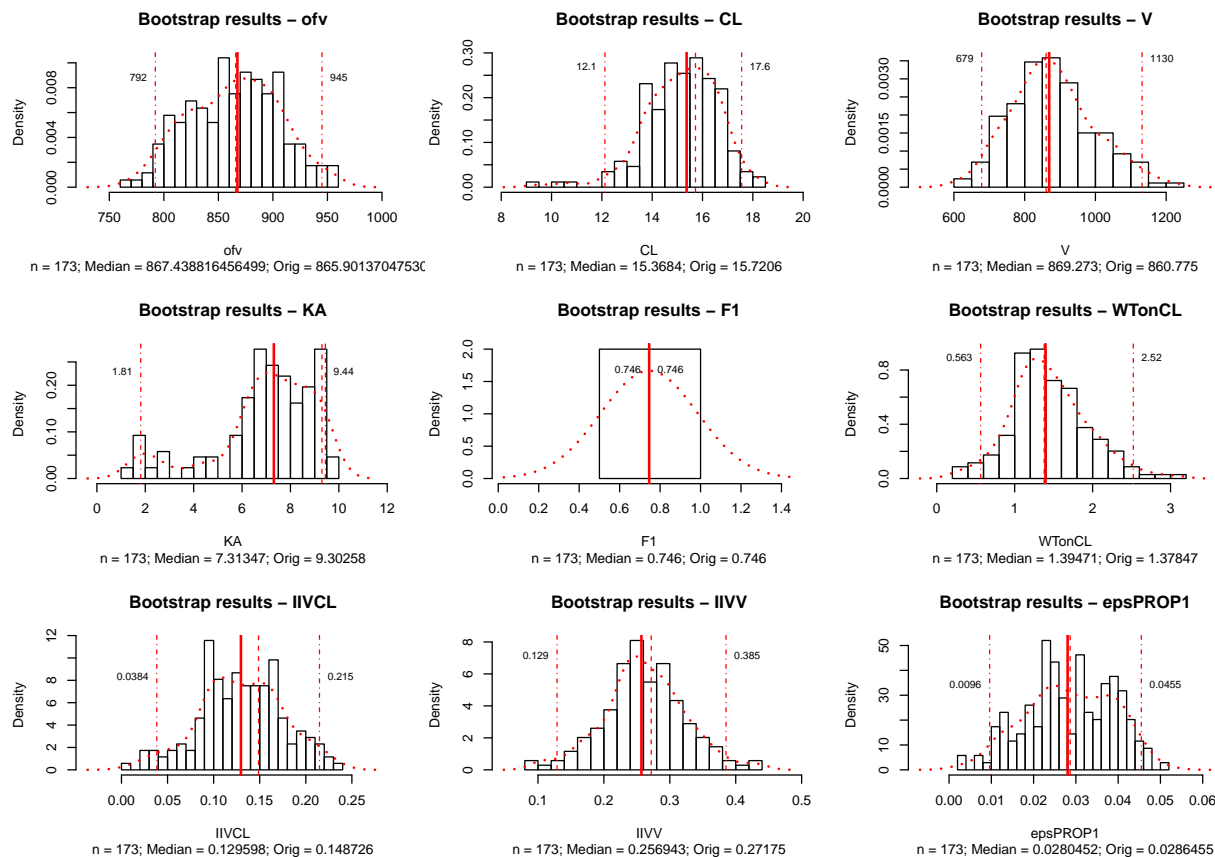 Bootstrap results − ofv
Density
0.000 0.004 0.008
792
945
750 800 850 900 950 1000
ofv
n = 173; Median = 867.438816456499; Orig = 865.90137047530
Bootstrap results − CL
Density
0.00 0.10 0.20 0.30
12.1
17.6
8 10 12 14 16 18 20
CL
n = 173; Median = 15.3684; Orig = 15.7206
Bootstrap results − V
Density
0.0000 0.0015 0.0030
679
1130
600 800 1000 1200
V
n = 173; Median = 869.273; Orig = 860.775
Bootstrap results − KA
Density
0.00 0.10 0.20
1.81
9.44
0 2 4 6 8 10 12
KA
n = 173; Median = 7.31347; Orig = 9.30258
Bootstrap results − F1
Density
0.0 0.5 1.0 1.5 2.0
0.746
0.746
0.0 0.2 0.4 0.6 0.8 1.0 1.2 1.4
F1
n = 173; Median = 0.746; Orig = 0.746
Bootstrap results − WTonCL
Density
0.0 0.4 0.8
0.563
2.52
0 1 2 3
WTonCL
n = 173; Median = 1.39471; Orig = 1.37847
Bootstrap results − IIVCL
Density
0 2 4 6 8 12
0.0384
0.215
0.00 0.05 0.10 0.15 0.20 0.25
IIVCL
n = 173; Median = 0.129598; Orig = 0.148726
Bootstrap results − IIVV
Density
0 2 4 6 8
0.129
0.385
0.1 0.2 0.3 0.4 0.5
IIVV
n = 173; Median = 0.256943; Orig = 0.27175
Bootstrap results − epsPROP1
Density
0 10 30 50
0.0096
0.0455
0.00 0.01 0.02 0.03 0.04 0.05 0.06
epsPROP1
n = 173; Median = 0.0280452; Orig = 0.0286455